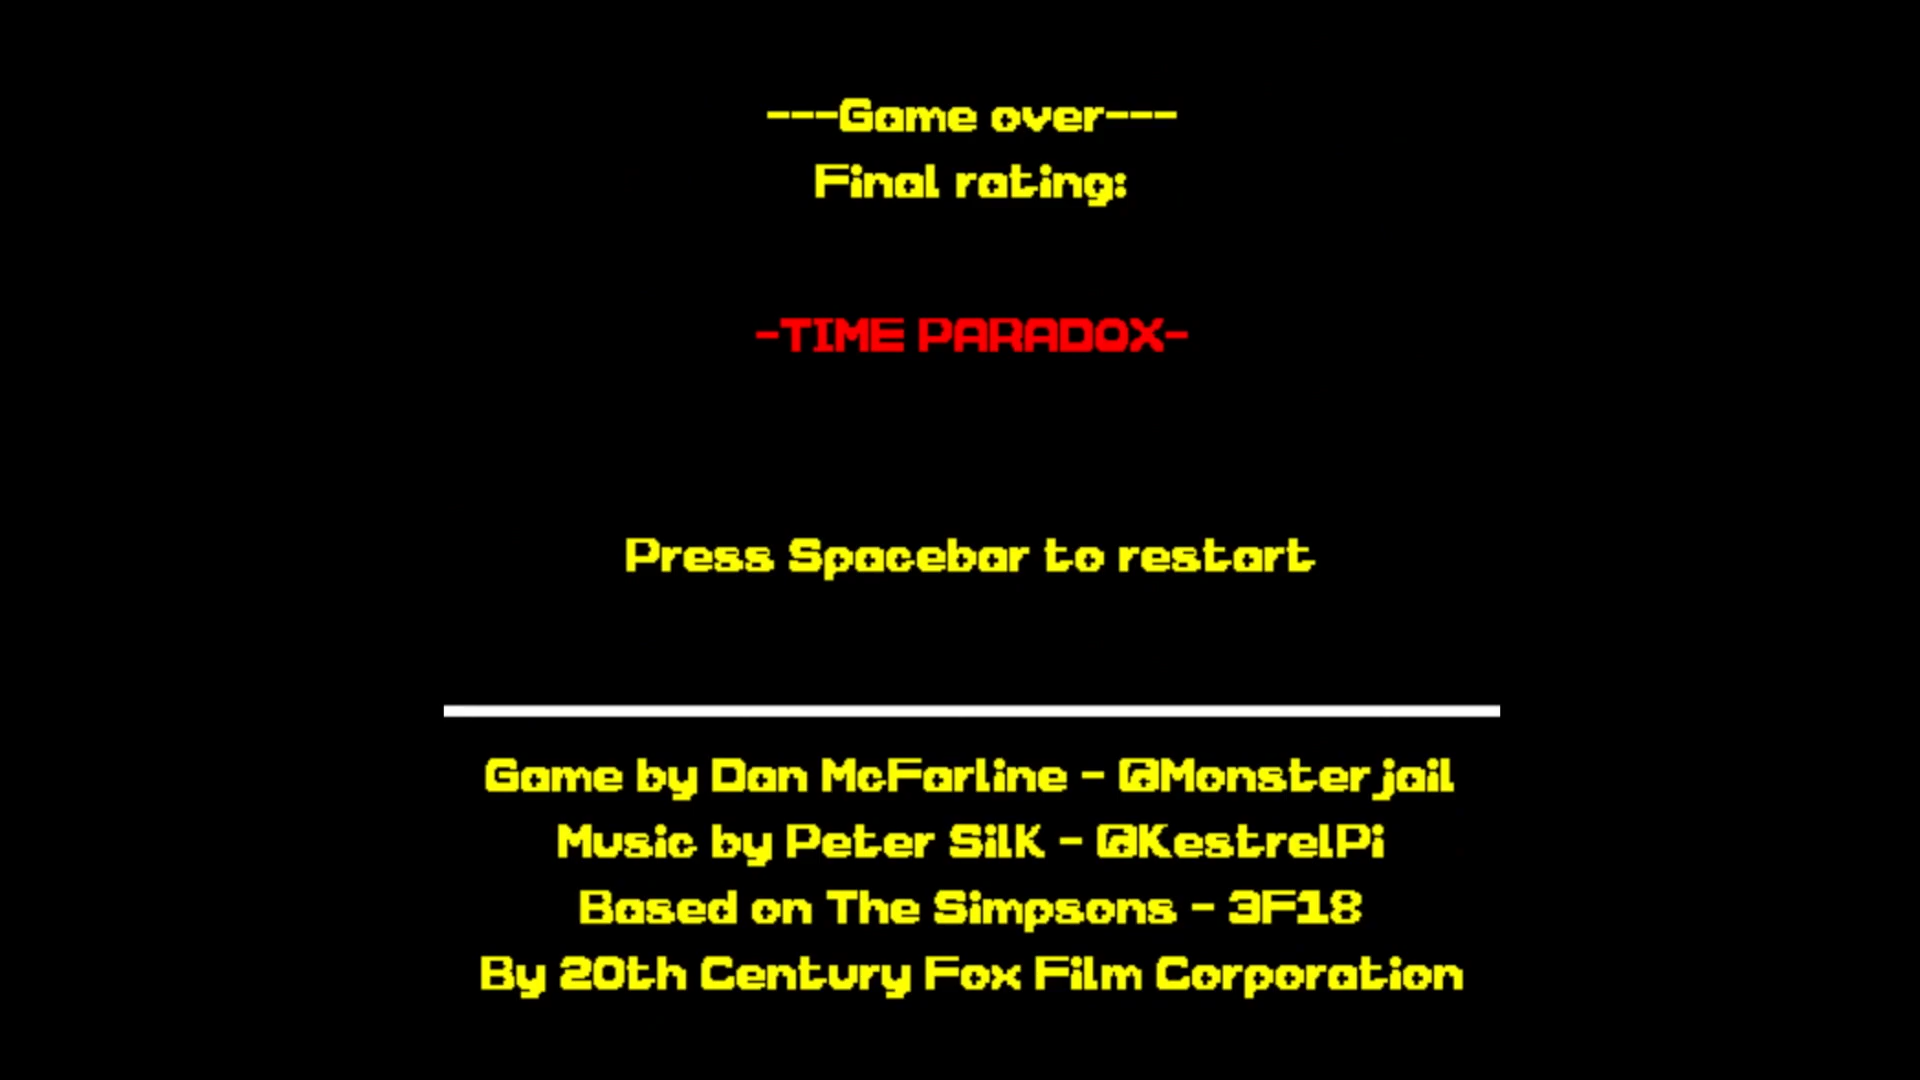 ---Game over---
Final rating:
-TIME PARADOX-
Press Spacebar to restart
Game by Dan McFarline - @Monsterjail
Music by Peter Silk - @KestrelPi
Based on The Simpsons - 3F18
By 20th Century Fox Film Corporation